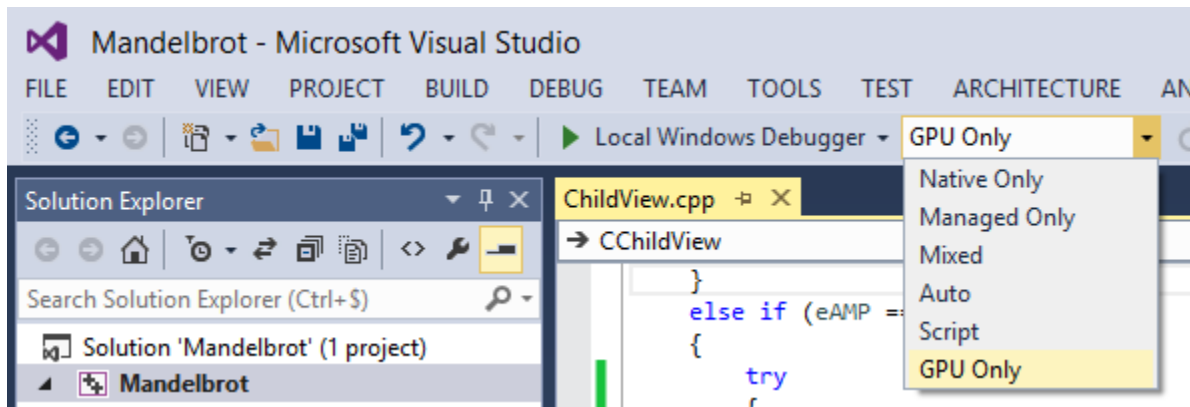 Mandelbrot - Microsoft Visual Studio
FILE EDIT VIEW PROJECT BUILD DEBUG TEAM TOOLS TEST ARCHITECTURE AN
Local Windows Debugger GPU Only
Native Only
Managed Only
Mixed
Auto
Script
GPU Only
Solution Explorer
Search Solution Explorer (Ctrl+$)
Solution 'Mandelbrot' (1 project)
Mandelbrot
ChildView.cpp
CChildView
}
else if (eAMP ==
{
try
{